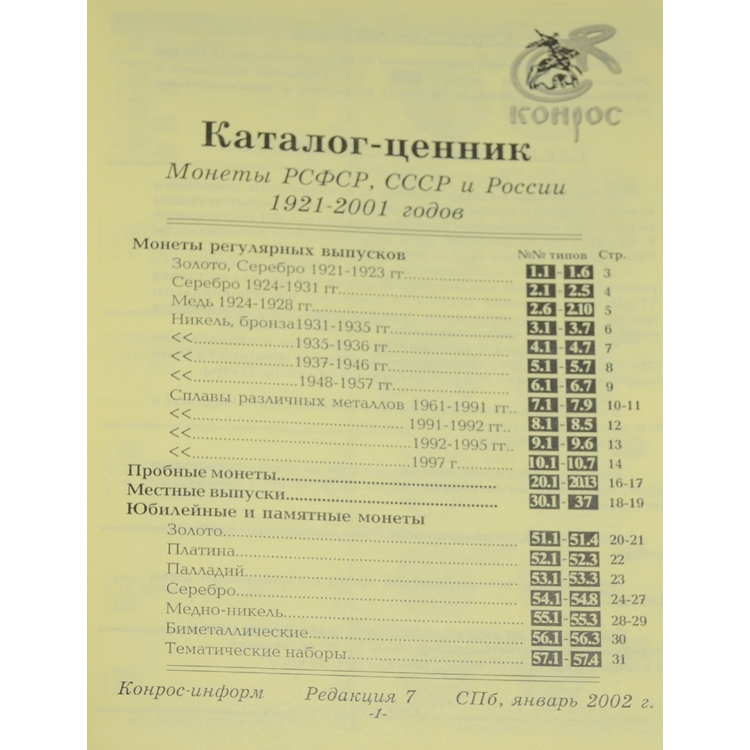 КОНРОС
Каталог-ценник
Монеты РСФСР, СССР и России
1921-2001 годов
Монеты регулярных выпусков №№ типов Стр.
Золото, Серебро 1921-1923 гг. 1.1 - 1.6 3
Серебро 1924-1931 гг. 2.1 - 2.5 4
Медь 1924-1928 гг. 2.6 - 2.10 5
Никель, бронза1931-1935 гг. 3.1 - 3.7 6
<< 1935-1936 гг. 4.1 - 4.7 7
<< 1937-1946 гг. 5.1 - 5.7 8
<< 1948-1957 гг. 6.1 - 6.7 9
Сплавы различных металлов 1961-1991 гг.. 7.1 - 7.9 10-11
<< 1991-1992 гг.. 8.1 - 8.5 12
<< 1992-1995 гг.. 9.1 - 9.6 13
<< 1997 г. 10.1 - 10.7 14
Пробные монеты 20.1 - 20.13 16-17
Местные выпуски 30.1 - 37 18-19
Юбилейные и памятные монеты
Золото 51.1 - 51.4 20-21
Платина 52.1 - 52.3 22
Палладий 53.1 - 53.3 23
Серебро 54.1 - 54.8 24-27
Медно-никель 55.1 - 55.3 28-29
Биметаллические 56.1 - 56.3 30
Тематические наборы 57.1 - 57.4 31
Конрос-информ Редакция 7 СПб, январь 2002 г.
-1-